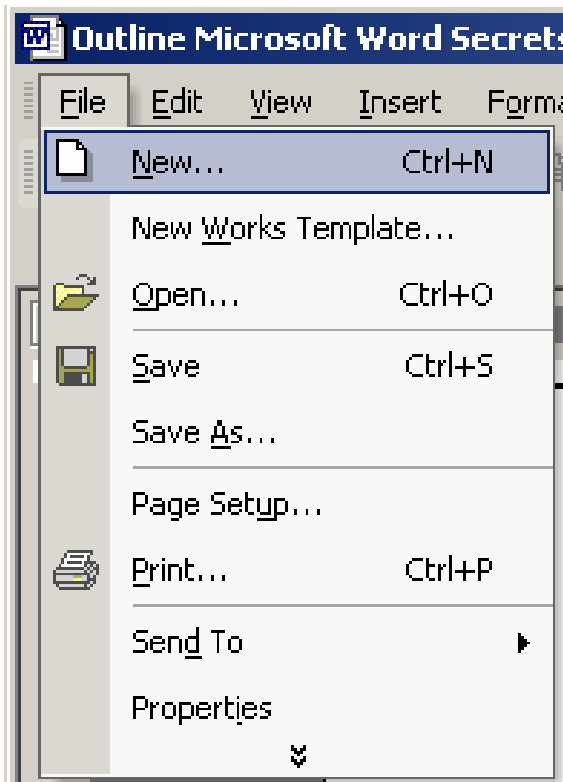 Outline Microsoft Word Secrets
File Edit View Insert Forma
New... Ctrl+N
New Works Template...
Open... Ctrl+O
Save Ctrl+S
Save As...
Page Setup...
Print... Ctrl+P
Send To
Properties